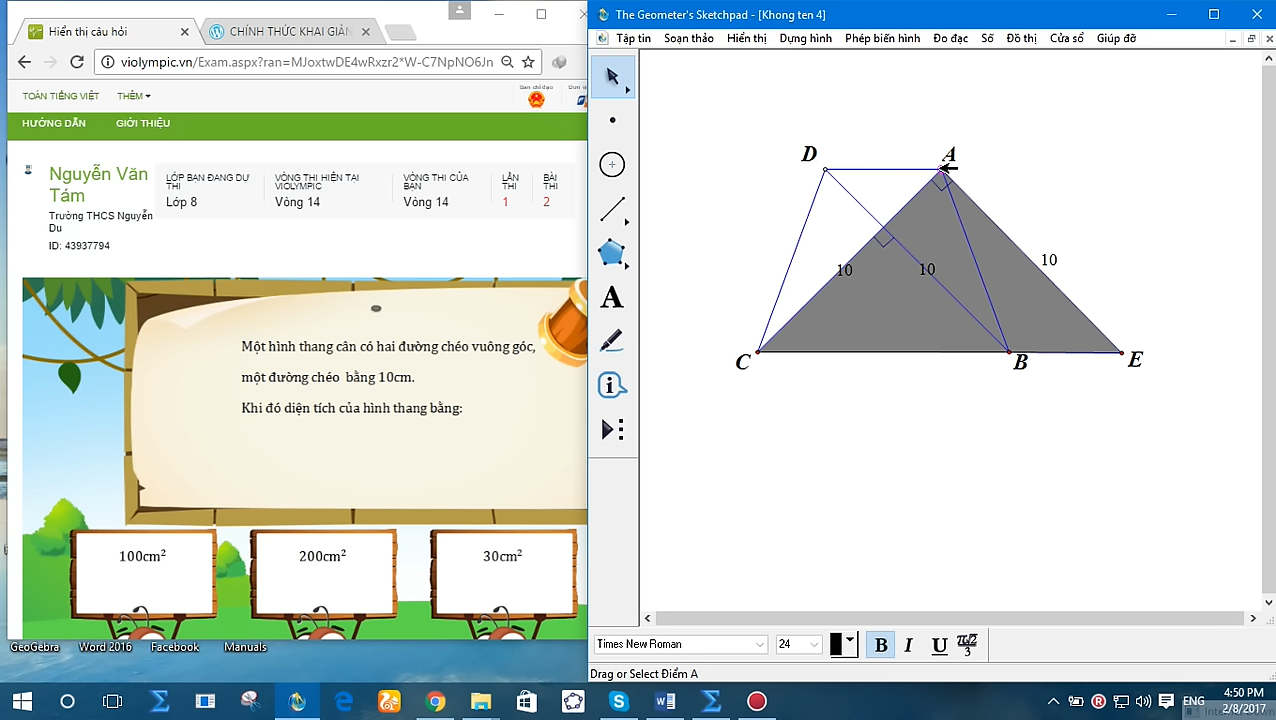 Hiển thị câu hỏi
CHÍNH THỨC KHAI GIẢN
violympic.vn/Exam.aspx?ran=MJoxtwDE4wRxzr2*W-C7NpNO6Jn
TOÁN TIẾNG VIỆT THÊM
Ban chỉ đạo
HƯỚNG DẪN GIỚI THIỆU
Nguyễn Văn Tám
Trường THCS Nguyễn Du
ID: 43937794
LỚP BẠN ĐANG DỰ THI
Lớp 8
VÒNG THI HIỆN TẠI VIOLYMPIC
Vòng 14
VÒNG THI CỦA BẠN
Vòng 14
LẦN THI
1
BÀI THI
2
Một hình thang cân có hai đường chéo vuông góc,
một đường chéo bằng 10cm.
Khi đó diện tích của hình thang bằng:
100cm²
200cm²
30cm²
GeoGebra Word 2016 Facebook Manuals
The Geometer's Sketchpad - [Khong ten 4]
Tập tin Soạn thảo Hiển thị Dựng hình Phép biến hình Đo đạc Số Đồ thị Cửa sổ Giúp đỡ
D A
10 10 10
C B E
Times New Roman 24 B I U
Drag or Select Điểm A
ENG
4:50 PM
2/8/2017